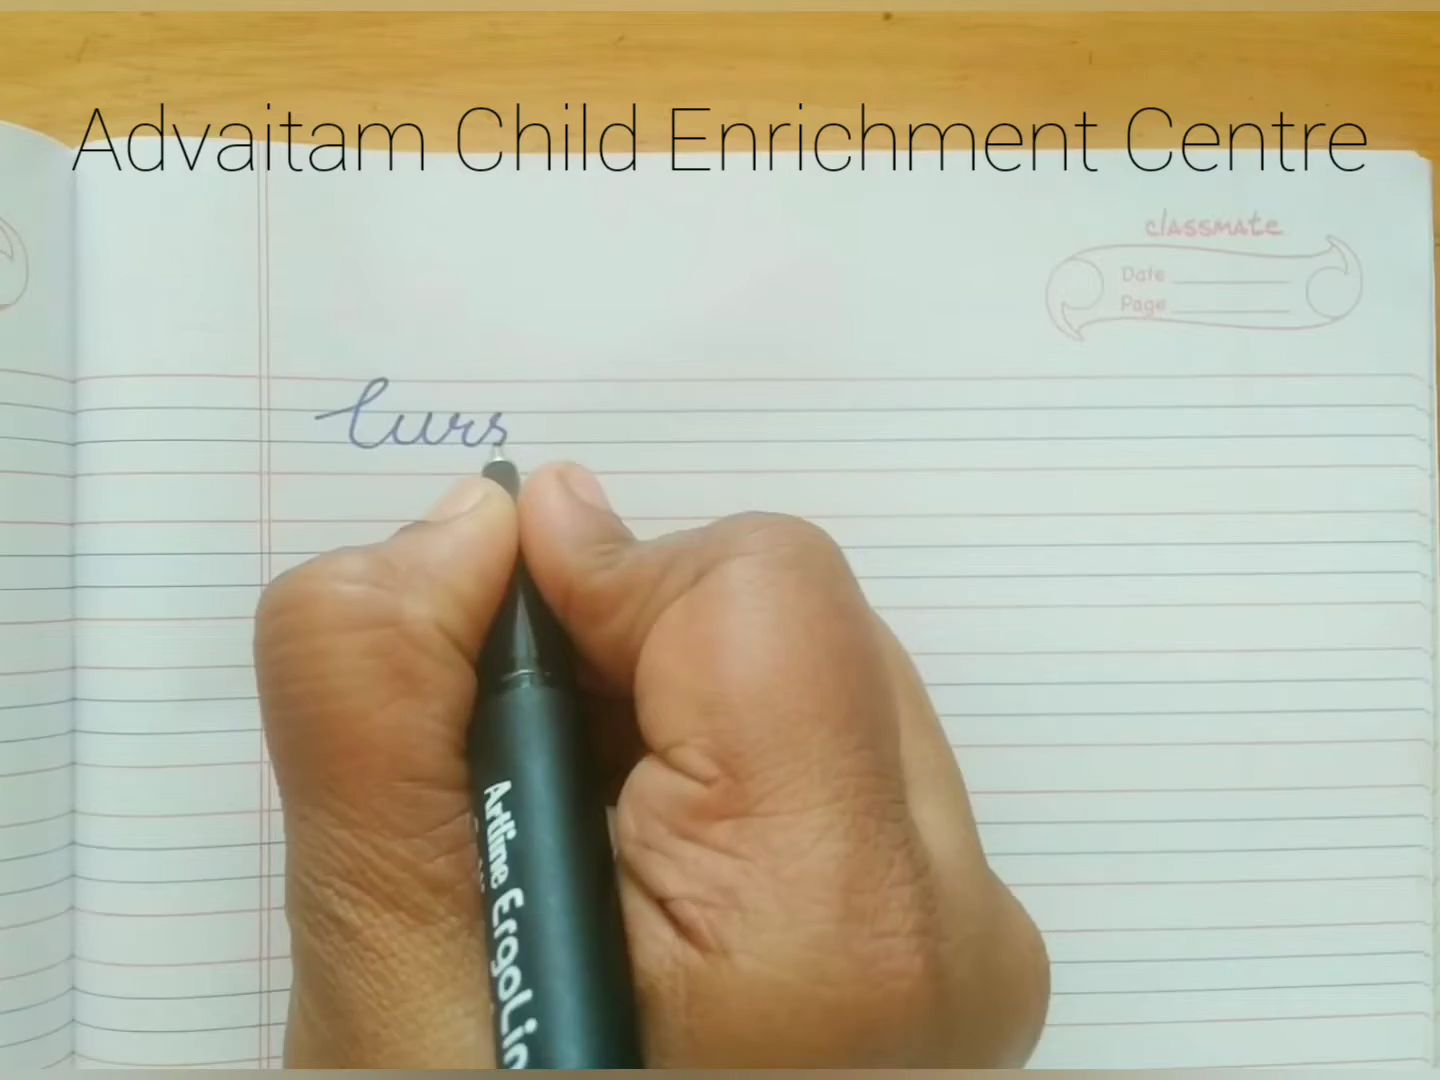 Advaitam Child Enrichment Centre
classmate
Date
Page
Curs
Artline ErgoLin